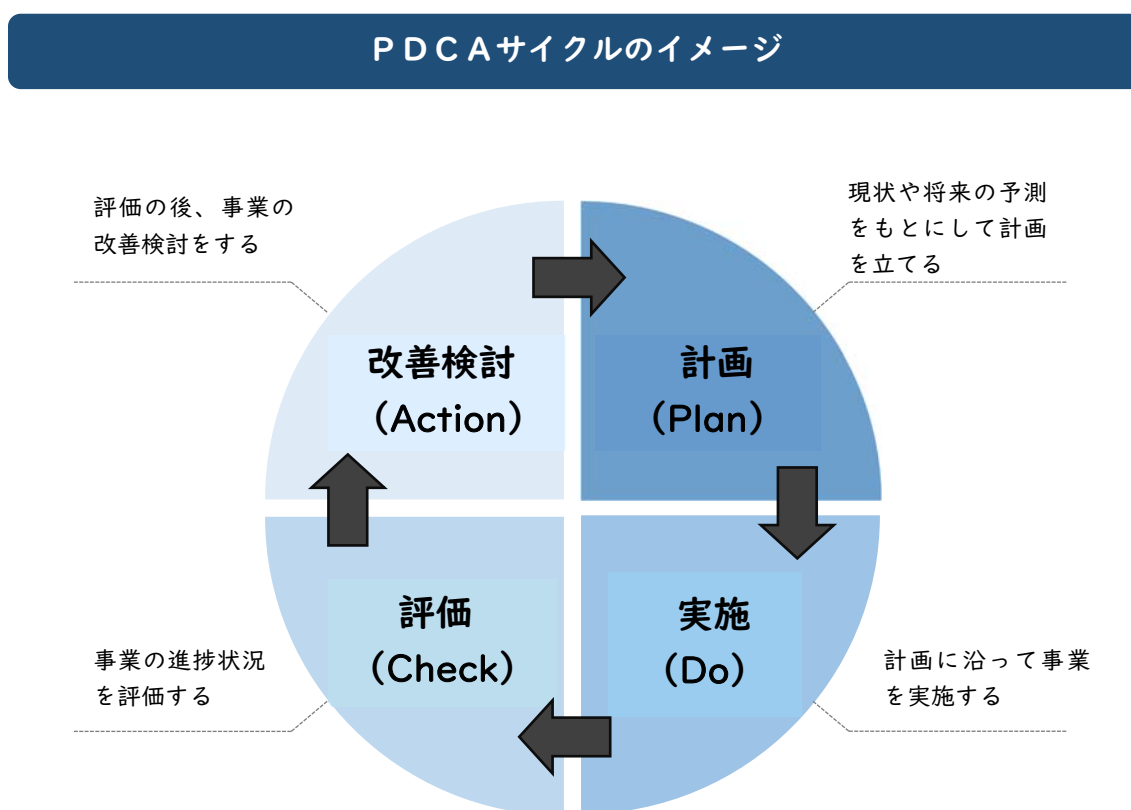 PDCAサイクルのイメージ
評価の後、事業の
改善検討をする
現状や将来の予測
をもとにして計画
を立てる
改善検討
（Action）
計画
（Plan）
評価
（Check）
実施
（Do）
事業の進捗状況
を評価する
計画に沿って事業
を実施する